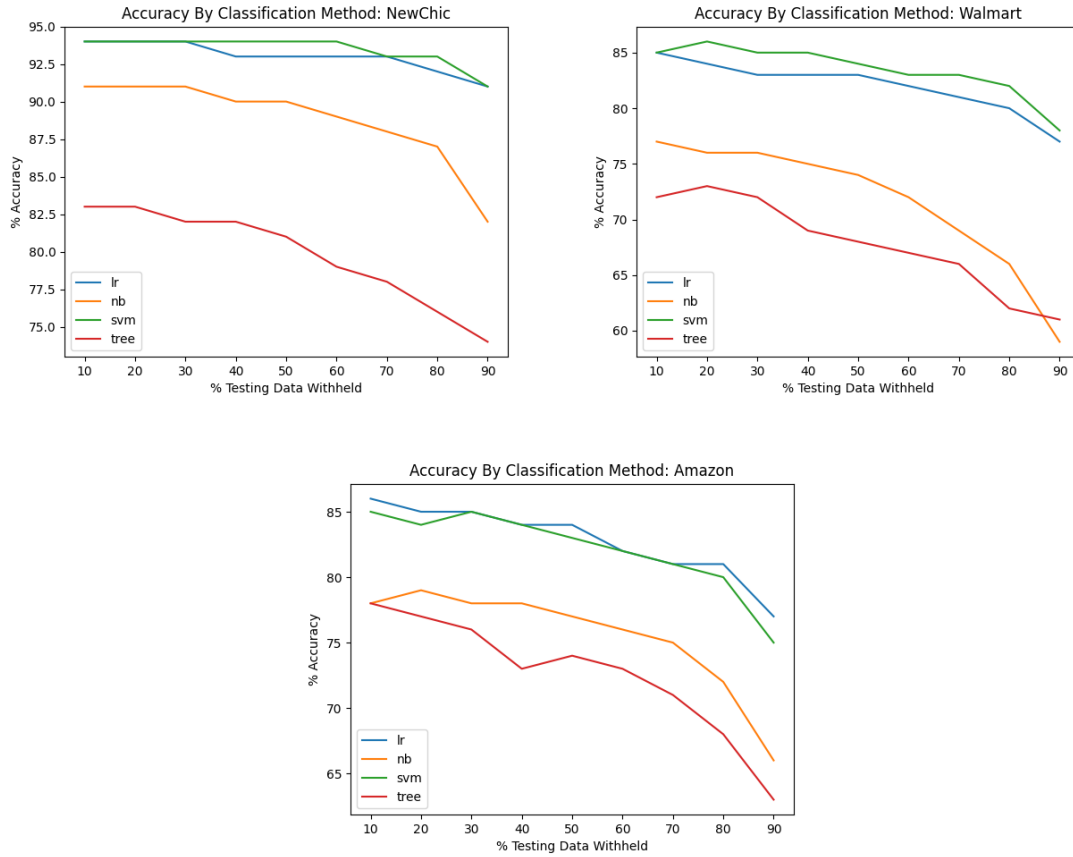 Accuracy By Classification Method: NewChic
95.0
92.5
90.0
87.5
85.0
82.5
80.0
77.5
75.0
% Accuracy
lr
nb
svm
tree
10 20 30 40 50 60 70 80 90
% Testing Data Withheld
Accuracy By Classification Method: Walmart
85
80
75
70
65
60
% Accuracy
lr
nb
svm
tree
10 20 30 40 50 60 70 80 90
% Testing Data Withheld
Accuracy By Classification Method: Amazon
85
80
75
70
65
% Accuracy
lr
nb
svm
tree
10 20 30 40 50 60 70 80 90
% Testing Data Withheld